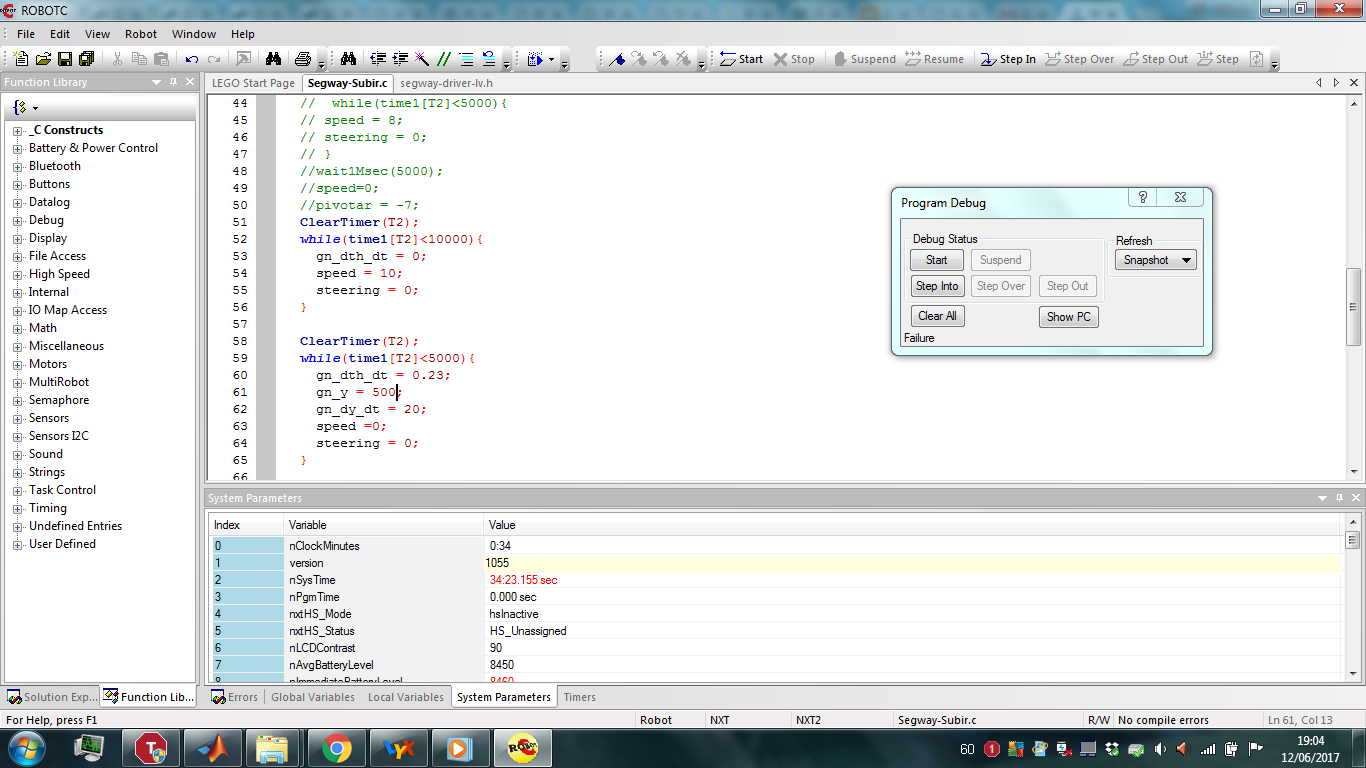 ROBOTC
File Edit View Robot Window Help
Start Stop Suspend Resume Step In Step Over Step Out Step
Function Library
_C Constructs
Battery & Power Control
Bluetooth
Buttons
Datalog
Debug
Display
File Access
High Speed
Internal
IO Map Access
Math
Miscellaneous
Motors
MultiRobot
Semaphore
Sensors
Sensors I2C
Sound
Strings
Task Control
Timing
Undefined Entries
User Defined
Solution Exp... Function Lib...
LEGO Start Page Segway-Subir.c segway-driver-lv.h
44 // while(time1[T2]<5000){
45 // speed = 8;
46 // steering = 0;
47 // }
48 //wait1Msec(5000);
49 //speed=0;
50 //pivotar = -7;
51 ClearTimer(T2);
52 while(time1[T2]<10000){
53 gn_dth_dt = 0;
54 speed = 10;
55 steering = 0;
56 }
57
58 ClearTimer(T2);
59 while(time1[T2]<5000){
60 gn_dth_dt = 0.23;
61 gn_y = 500;
62 gn_dy_dt = 20;
63 speed =0;
64 steering = 0;
65 }
66
Program Debug
Debug Status
Start Suspend
Step Into Step Over Step Out
Clear All Show PC
Failure
Refresh
Snapshot
System Parameters
Index Variable Value
0 nClockMinutes 0:34
1 version 1055
2 nSysTime 34:23.155 sec
3 nPgmTime 0.000 sec
4 nxtHS_Mode hsInactive
5 nxtHS_Status HS_Unassigned
6 nLCDContrast 90
7 nAvgBatteryLevel 8450
8 nImmediateBatteryLevel 8460
Errors Global Variables Local Variables System Parameters Timers
For Help, press F1 Robot NXT NXT2 Segway-Subir.c R/W No compile errors Ln 61, Col 13
60
19:04
12/06/2017